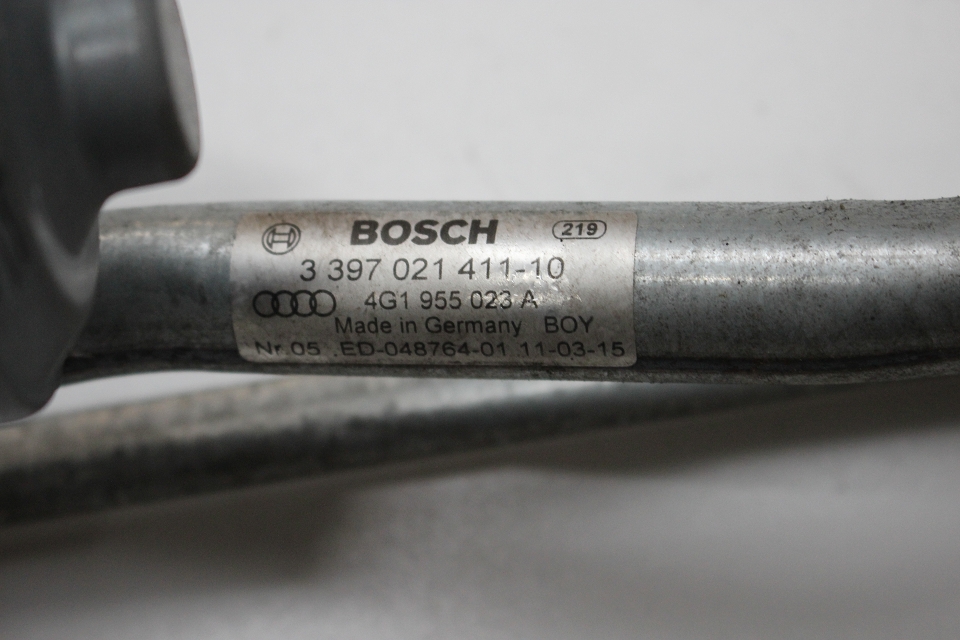 BOSCH 219
3 397 021 411-10
4G1 955 023 A
Made in Germany BOY
Nr 05 .ED-048764-01 11-03-15